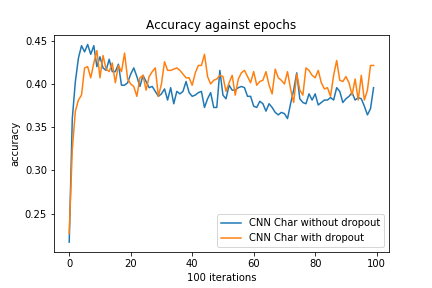 Accuracy against epochs
0.45
0.40
0.35
0.30
0.25
accuracy
0 20 40 60 80 100
100 iterations
CNN Char without dropout
CNN Char with dropout